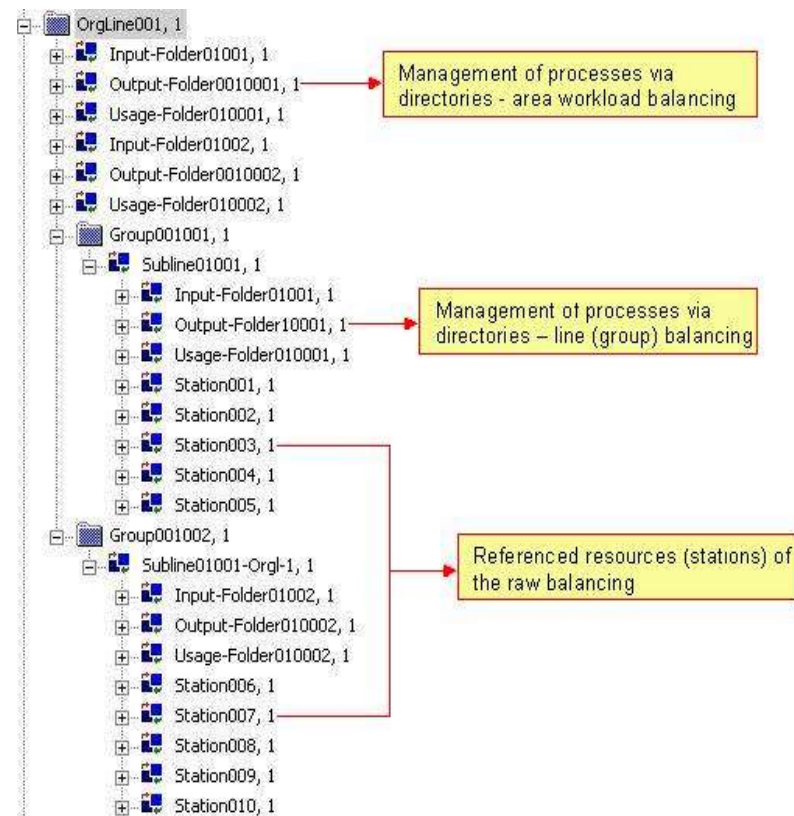 OrgLine001, 1
Input-Folder01001, 1
Output-Folder0010001, 1
Management of processes via
directories - area workload balancing
Usage-Folder010001, 1
Input-Folder01002, 1
Output-Folder0010002, 1
Usage-Folder010002, 1
Group001001, 1
Subline01001, 1
Input-Folder01001, 1
Output-Folder10001, 1
Management of processes via
directories – line (group) balancing
Usage-Folder010001, 1
Station001, 1
Station002, 1
Station003, 1
Station004, 1
Station005, 1
Group001002, 1
Subline01001-Orgl-1, 1
Referenced resources (stations) of
the raw balancing
Input-Folder01002, 1
Output-Folder010002, 1
Usage-Folder010002, 1
Station006, 1
Station007, 1
Station008, 1
Station009, 1
Station010, 1